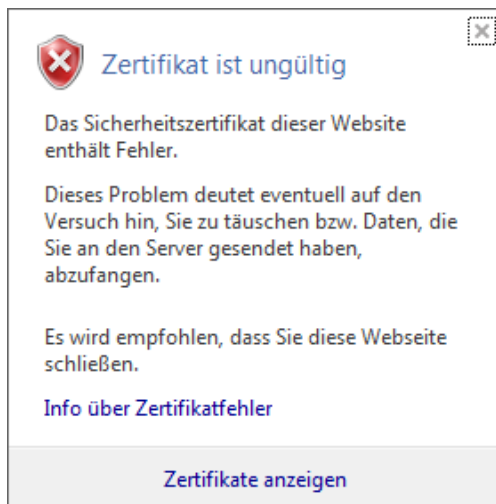 Zertifikat ist ungültig
Das Sicherheitszertifikat dieser Website
enthält Fehler.
Dieses Problem deutet eventuell auf den
Versuch hin, Sie zu täuschen bzw. Daten, die
Sie an den Server gesendet haben,
abzufangen.
Es wird empfohlen, dass Sie diese Webseite
schließen.
Info über Zertifikatfehler
Zertifikate anzeigen